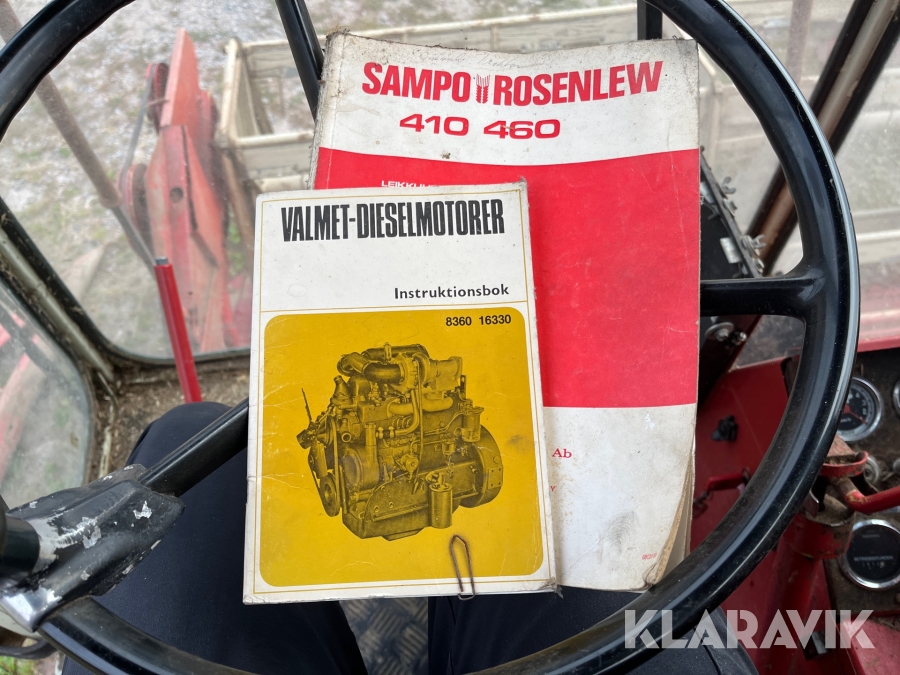 SAMPO ROSENLEW
410 460
VALMET-DIESELMOTORER
Instruktionsbok
8360 16330
Ab
KLARAVIK